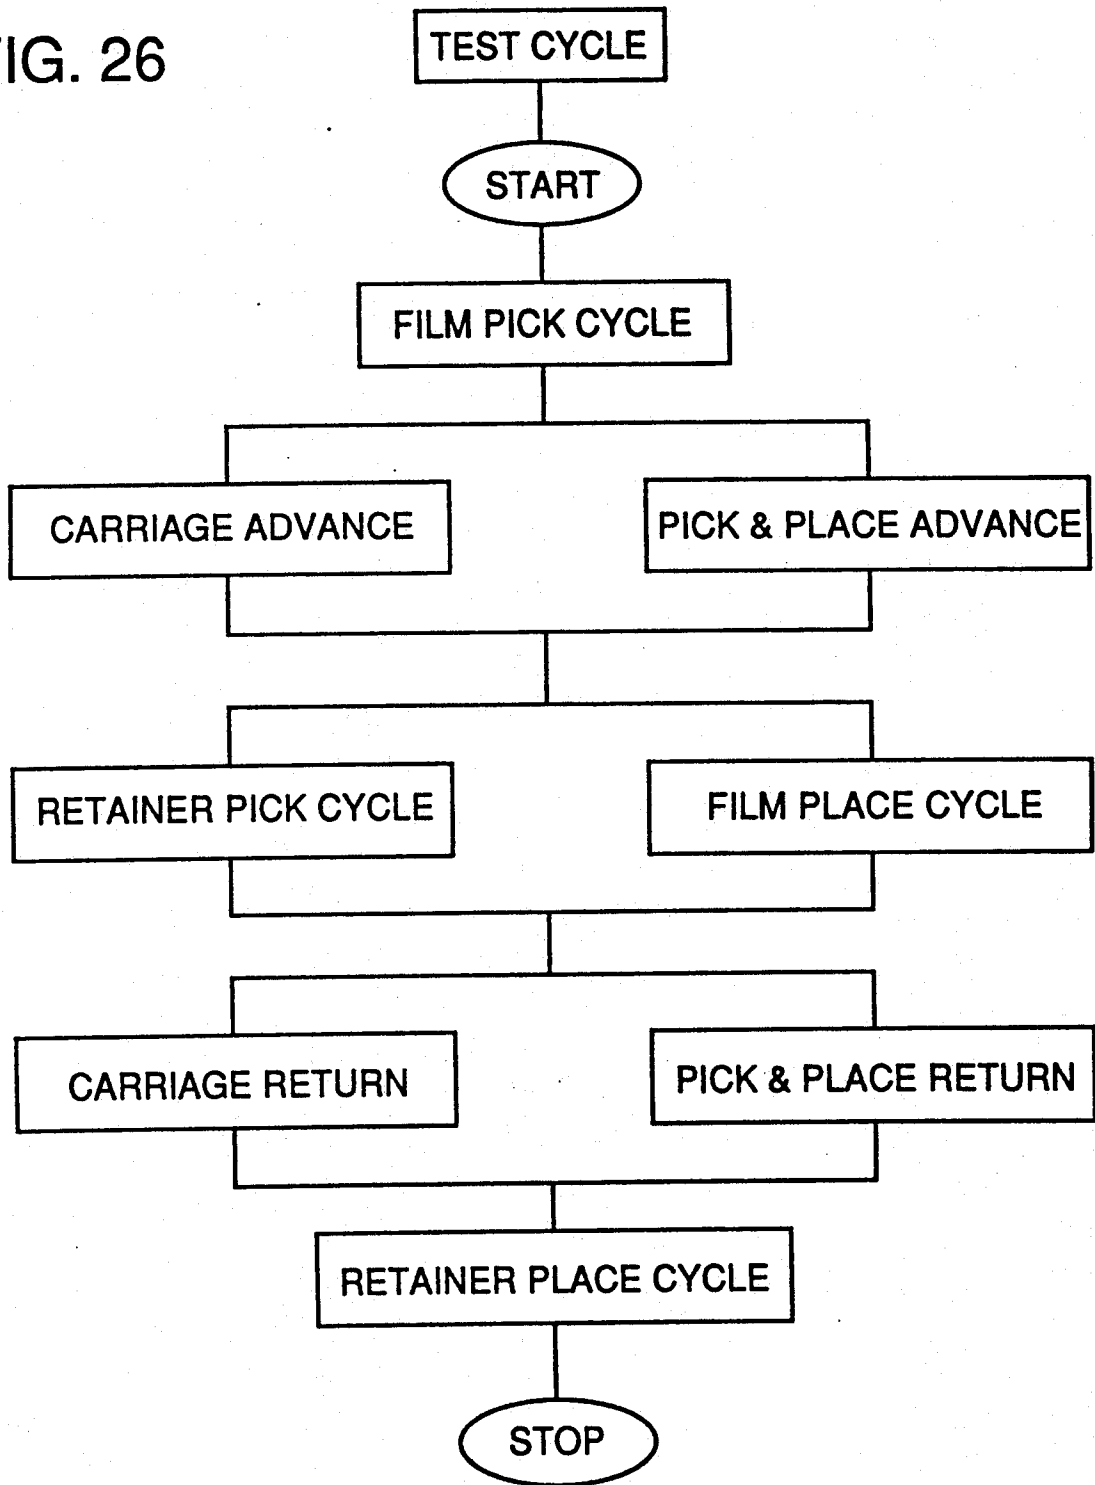 FIG. 26
TEST CYCLE
START
FILM PICK CYCLE
CARRIAGE ADVANCE
PICK & PLACE ADVANCE
RETAINER PICK CYCLE
FILM PLACE CYCLE
CARRIAGE RETURN
PICK & PLACE RETURN
RETAINER PLACE CYCLE
STOP